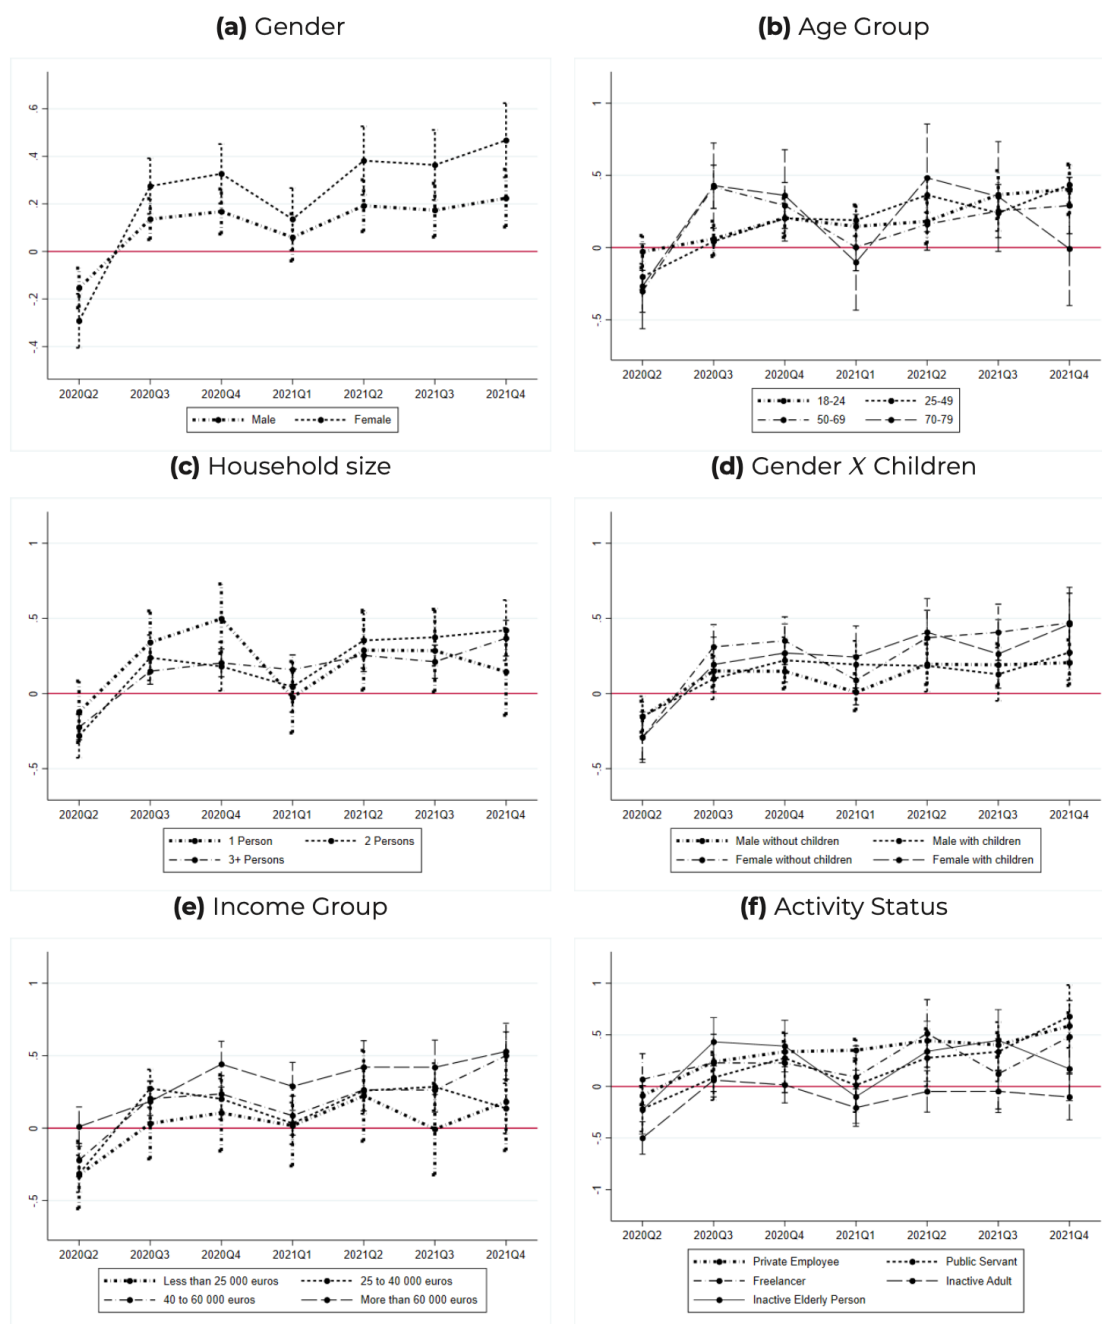 (a) Gender
.6
.4
.2
0
-.2
-.4
2020Q2 2020Q3 2020Q4 2021Q1 2021Q2 2021Q3 2021Q4
Male Female
(b) Age Group
1
.5
0
-.5
2020Q2 2020Q3 2020Q4 2021Q1 2021Q2 2021Q3 2021Q4
18-24 25-49
50-69 70-79
(c) Household size
1
.5
0
-.5
2020Q2 2020Q3 2020Q4 2021Q1 2021Q2 2021Q3 2021Q4
1 Person 2 Persons
3+ Persons
(d) Gender X Children
1
.5
0
-.5
2020Q2 2020Q3 2020Q4 2021Q1 2021Q2 2021Q3 2021Q4
Male without children Male with children
Female without children Female with children
(e) Income Group
1
.5
0
-.5
2020Q2 2020Q3 2020Q4 2021Q1 2021Q2 2021Q3 2021Q4
Less than 25 000 euros 25 to 40 000 euros
40 to 60 000 euros More than 60 000 euros
(f) Activity Status
1
.5
0
-.5
-1
2020Q2 2020Q3 2020Q4 2021Q1 2021Q2 2021Q3 2021Q4
Private Employee Public Servant
Freelancer Inactive Adult
Inactive Elderly Person